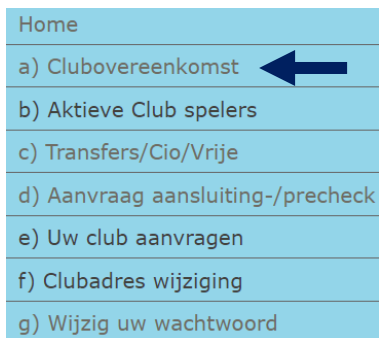 Home
a) Clubovereenkomst
b) Aktieve Club spelers
c) Transfers/Cio/Vrije
d) Aanvraag aansluiting-/precheck
e) Uw club aanvragen
f) Clubadres wijziging
g) Wijzig uw wachtwoord